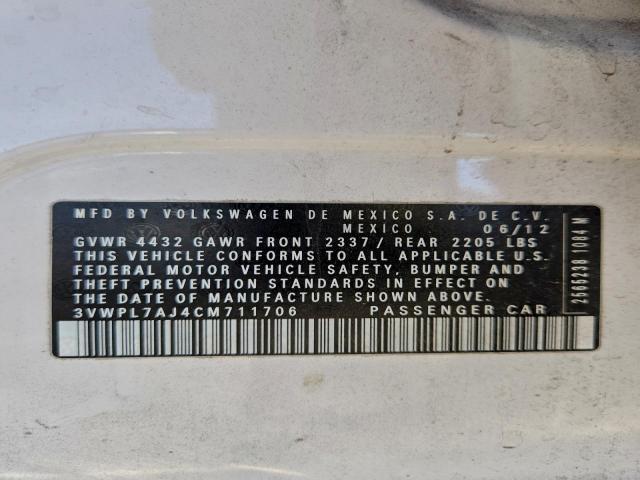 MFD BY VOLKSWAGEN DE MEXICO S.A. DE C.V.
MEXICO 06/12
GVWR 4432 GAWR FRONT 2337/ REAR 2205 LBS
THIS VEHICLE CONFORMS TO ALL APPLICABLE U.S.
FEDERAL MOTOR VEHICLE SAFETY, BUMPER AND
THEFT PREVENTION STANDARDS IN EFFECT ON
THE DATE OF MANUFACTURE SHOWN ABOVE.
3VWPL7AJ4CM711706 PASSENGER CAR
2565238 1084 M